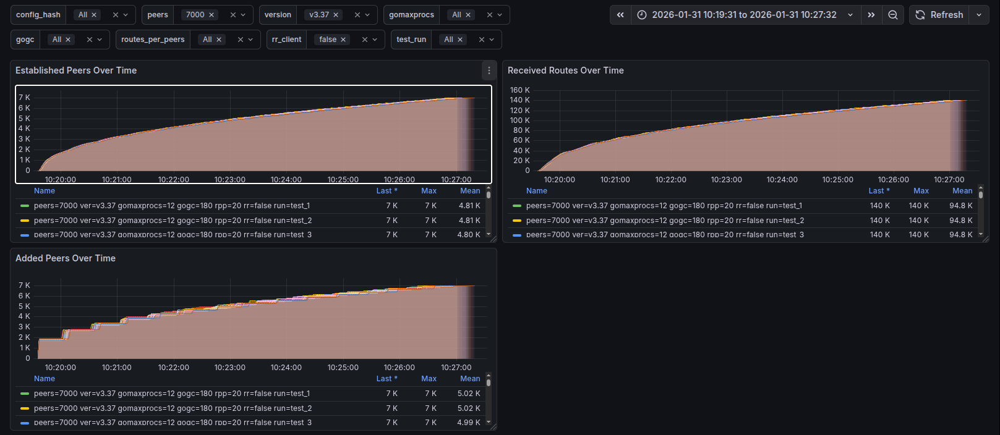 config_hash All peers 7000 version v3.37 gomaxprocs All 2026-01-31 10:19:31 to 2026-01-31 10:27:32 Refresh
gogc All routes_per_peers All rr_client false test_run All
Established Peers Over Time
7 K
6 K
5 K
4 K
3 K
2 K
1 K
0
10:20:00 10:21:00 10:22:00 10:23:00 10:24:00 10:25:00 10:26:00 10:27:00
Name Last * Max Mean
peers=7000 ver=v3.37 gomaxprocs=12 gogc=180 rpp=20 rr=false run=test_1 7 K 7 K 4.81 K
peers=7000 ver=v3.37 gomaxprocs=12 gogc=180 rpp=20 rr=false run=test_2 7 K 7 K 4.81 K
peers=7000 ver=v3.37 gomaxprocs=12 gogc=180 rpp=20 rr=false run=test_3 7 K 7 K 4.80 K
Received Routes Over Time
160 K
140 K
120 K
100 K
80 K
60 K
40 K
20 K
0
10:20:00 10:21:00 10:22:00 10:23:00 10:24:00 10:25:00 10:26:00 10:27:00
Name Last * Max Mean
peers=7000 ver=v3.37 gomaxprocs=12 gogc=180 rpp=20 rr=false run=test_1 140 K 140 K 94.8 K
peers=7000 ver=v3.37 gomaxprocs=12 gogc=180 rpp=20 rr=false run=test_2 140 K 140 K 94.8 K
peers=7000 ver=v3.37 gomaxprocs=12 gogc=180 rpp=20 rr=false run=test_3 140 K 140 K 94.8 K
Added Peers Over Time
7 K
6 K
5 K
4 K
3 K
2 K
1 K
0
10:20:00 10:21:00 10:22:00 10:23:00 10:24:00 10:25:00 10:26:00 10:27:00
Name Last * Max Mean
peers=7000 ver=v3.37 gomaxprocs=12 gogc=180 rpp=20 rr=false run=test_1 7 K 7 K 5.02 K
peers=7000 ver=v3.37 gomaxprocs=12 gogc=180 rpp=20 rr=false run=test_2 7 K 7 K 5.02 K
peers=7000 ver=v3.37 gomaxprocs=12 gogc=180 rpp=20 rr=false run=test_3 7 K 7 K 4.99 K